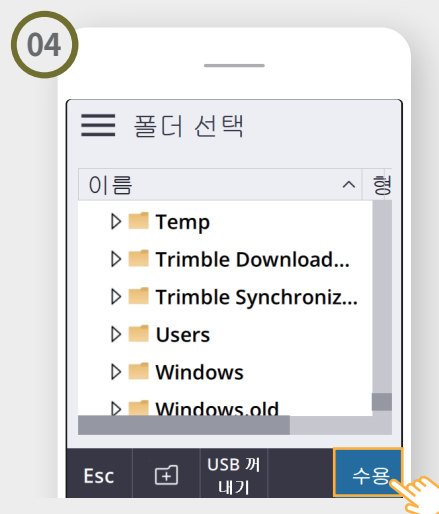 04
폴더 선택
이름
Temp
Trimble Download...
Trimble Synchroniz...
Users
Windows
Windows.old
Esc
USB 꺼
내기
수용